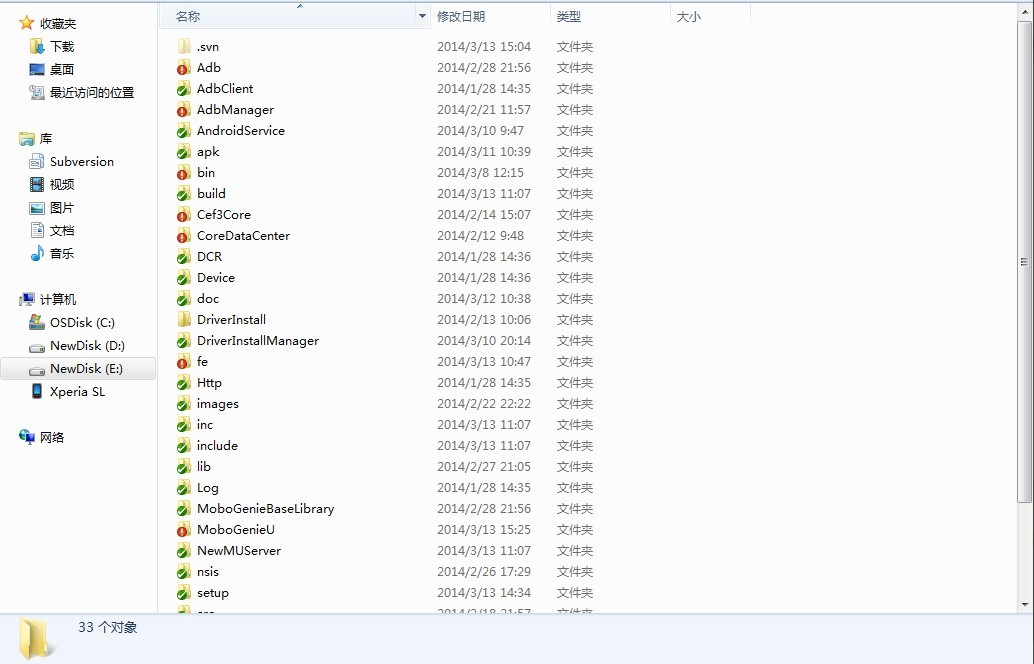 名称 修改日期 类型 大小
收藏夹
下载
桌面
最近访问的位置
库
Subversion
视频
图片
文档
音乐
计算机
OSDisk (C:)
NewDisk (D:)
NewDisk (E:)
Xperia SL
网络
.svn 2014/3/13 15:04 文件夹
Adb 2014/2/28 21:56 文件夹
AdbClient 2014/1/28 14:35 文件夹
AdbManager 2014/2/21 11:57 文件夹
AndroidService 2014/3/10 9:47 文件夹
apk 2014/3/11 10:39 文件夹
bin 2014/3/8 12:15 文件夹
build 2014/3/13 11:07 文件夹
Cef3Core 2014/2/14 15:07 文件夹
CoreDataCenter 2014/2/12 9:48 文件夹
DCR 2014/1/28 14:36 文件夹
Device 2014/1/28 14:36 文件夹
doc 2014/3/12 10:38 文件夹
DriverInstall 2014/2/13 10:06 文件夹
DriverInstallManager 2014/3/10 20:14 文件夹
fe 2014/3/13 10:47 文件夹
Http 2014/1/28 14:35 文件夹
images 2014/2/22 22:22 文件夹
inc 2014/3/13 11:07 文件夹
include 2014/3/13 11:07 文件夹
lib 2014/2/27 21:05 文件夹
Log 2014/1/28 14:35 文件夹
MoboGenieBaseLibrary 2014/2/28 21:56 文件夹
MoboGenieU 2014/3/13 15:25 文件夹
NewMUServer 2014/3/13 11:07 文件夹
nsis 2014/2/26 17:29 文件夹
setup 2014/3/13 14:34 文件夹
33 个对象